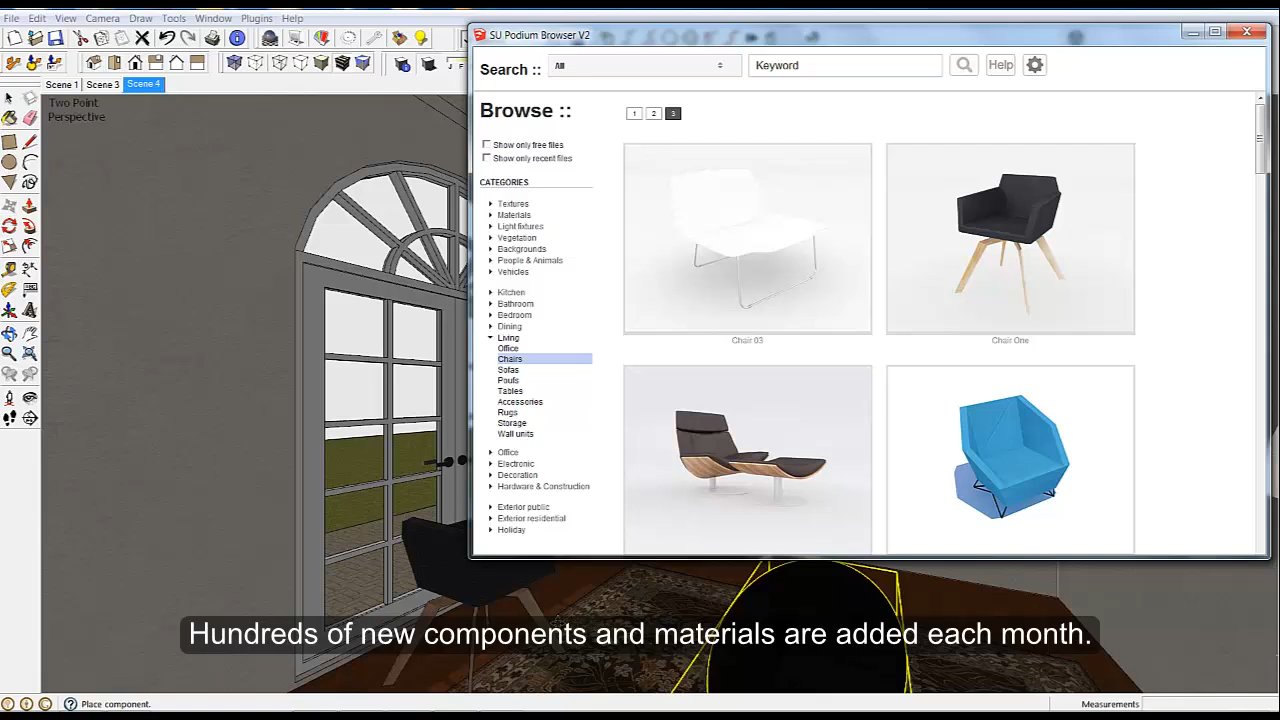 File Edit View Camera Draw Tools Window Plugins Help
SU Podium Browser V2
Search :: All Keyword Help
Scene 1 Scene 3 Scene 4
Two Point
Perspective
Browse :: 1 2 3
Show only free files
Show only recent files
CATEGORIES
Textures
Materials
Light fixtures
Vegetation
Backgrounds
People & Animals
Vehicles
Kitchen
Bathroom
Bedroom
Dining
Living
Office
Chairs
Sofas
Poufs
Tables
Accessories
Rugs
Storage
Wall units
Office
Electronic
Decoration
Hardware & Construction
Exterior public
Exterior residential
Holiday
Chair 03
Chair One
Hundreds of new components and materials are added each month.
Place component.
Measurements